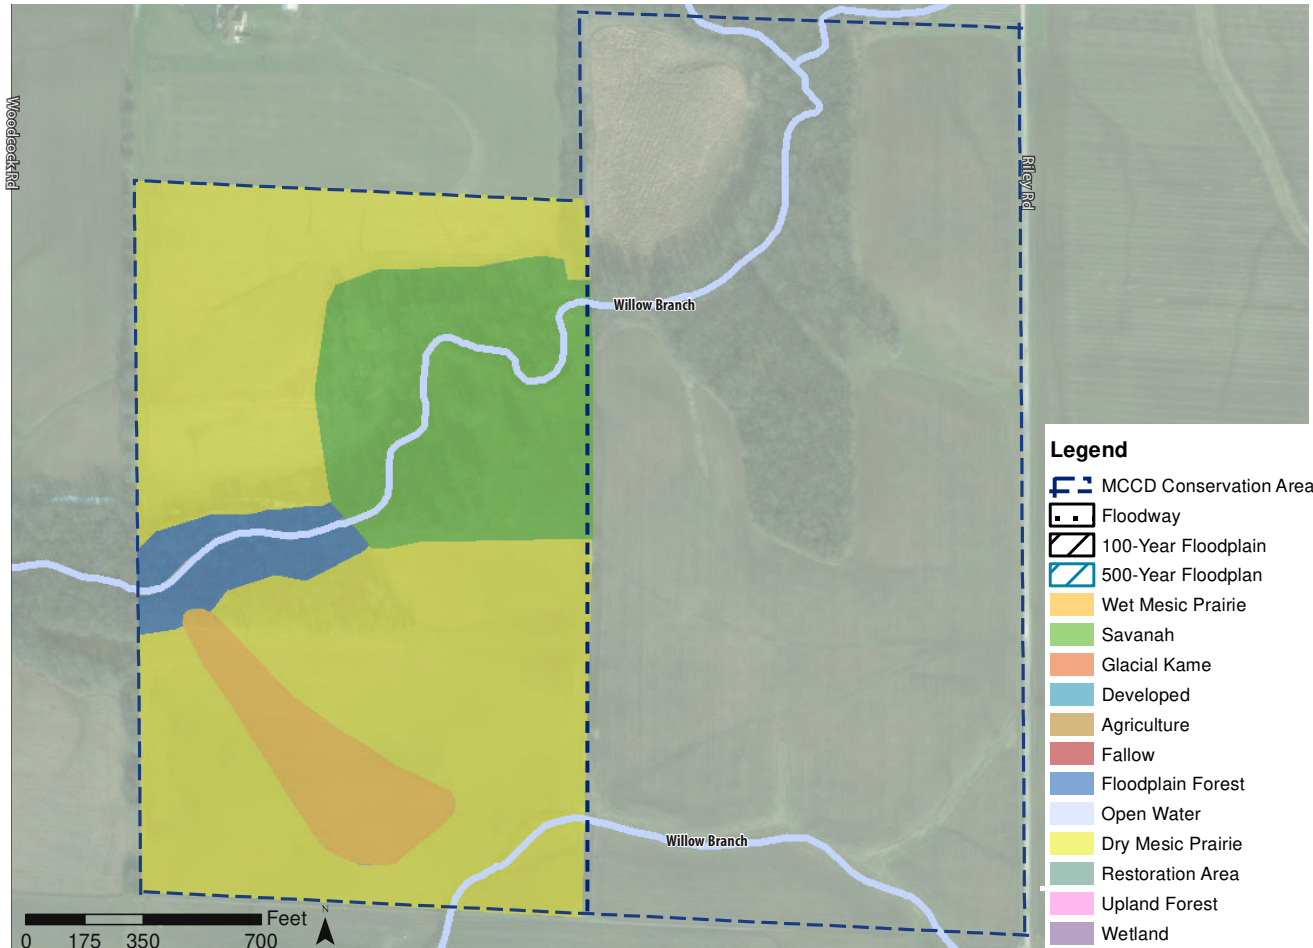 Woodcock Rd
Riley Rd
Willow Branch
Willow Branch
Legend
MCCD Conservation Area
Floodway
100-Year Floodplain
500-Year Floodplan
Wet Mesic Prairie
Savanah
Glacial Kame
Developed
Agriculture
Fallow
Floodplain Forest
Open Water
Dry Mesic Prairie
Restoration Area
Upland Forest
Wetland
N
Feet
0 175 350 700